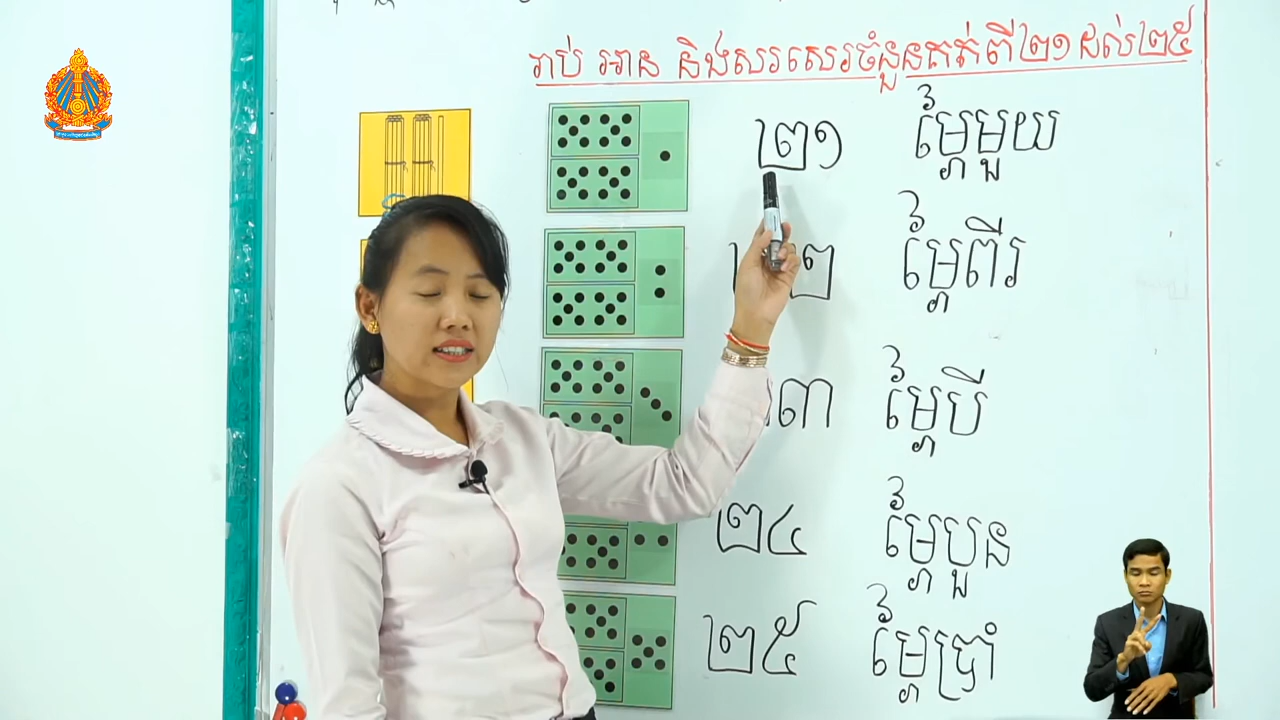 រាប់ អាន និងសរសេរចំនួនគត់ពី២១ដល់២៥
២១ ម្ភៃមួយ
២ ម្ភៃពីរ
៣ ម្ភៃបី
២៤ ម្ភៃបួន
២៥ ម្ភៃប្រាំ